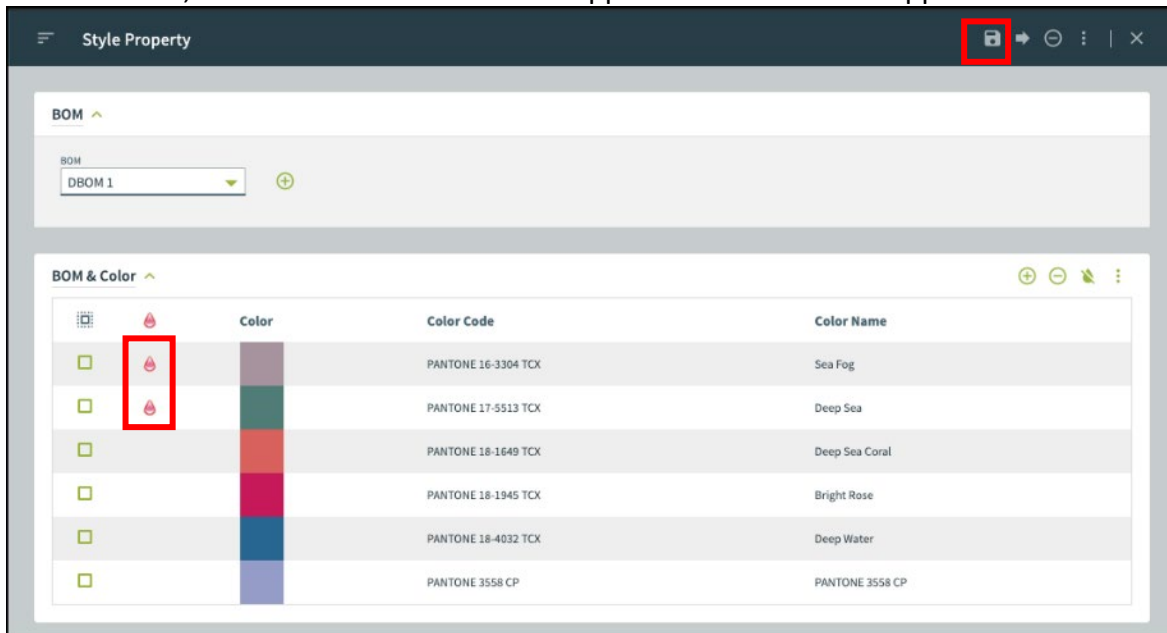 Style Property
BOM
BOM
DBOM 1
BOM & Color
Color Color Code Color Name
PANTONE 16-3304 TCX Sea Fog
PANTONE 17-5513 TCX Deep Sea
PANTONE 18-1649 TCX Deep Sea Coral
PANTONE 18-1945 TCX Bright Rose
PANTONE 18-4032 TCX Deep Water
PANTONE 3558 CP PANTONE 3558 CP